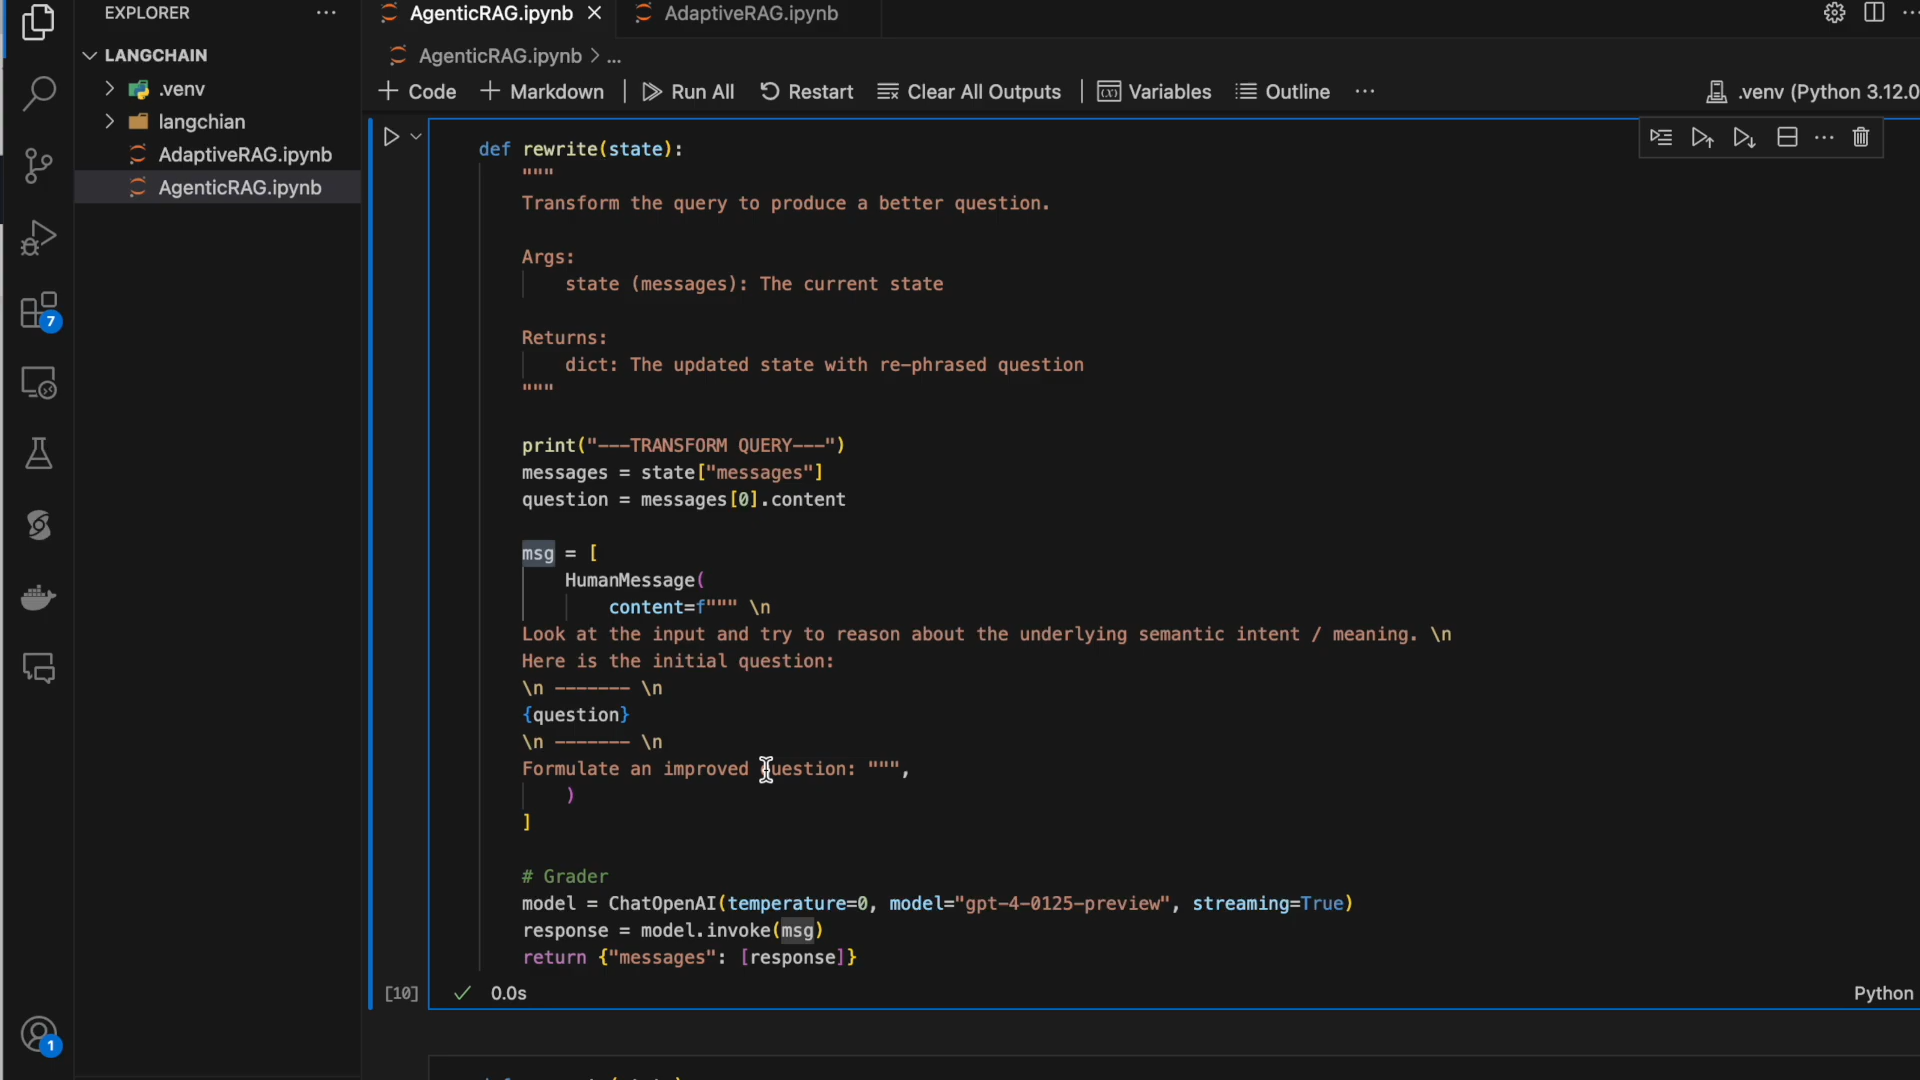 EXPLORER
LANGCHAIN
.venv
langchian
AdaptiveRAG.ipynb
AgenticRAG.ipynb
7
1
AgenticRAG.ipynb
AdaptiveRAG.ipynb
AgenticRAG.ipynb > ...
+ Code + Markdown Run All Restart Clear All Outputs Variables Outline ... .venv (Python 3.12.0
def rewrite(state):
"""
Transform the query to produce a better question.
Args:
state (messages): The current state
Returns:
dict: The updated state with re-phrased question
"""
print("---TRANSFORM QUERY---")
messages = state["messages"]
question = messages[0].content
msg = [
HumanMessage(
content=f""" \n
Look at the input and try to reason about the underlying semantic intent / meaning. \n
Here is the initial question:
\n ------- \n
{question}
\n ------- \n
Formulate an improved question: """,
)
]
# Grader
model = ChatOpenAI(temperature=0, model="gpt-4-0125-preview", streaming=True)
response = model.invoke(msg)
return {"messages": [response]}
[10] 0.0s Python